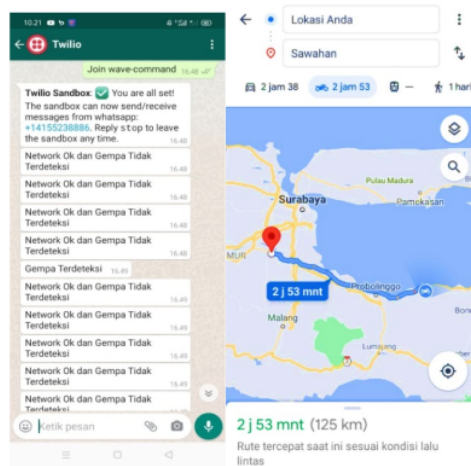 10.21
Twilio
Join wave-command 16.48
Twilio Sandbox: ✅ You are all set!
The sandbox can now send/receive
messages from whatsapp:
+14155238886. Reply stop to leave
the sandbox any time. 16.48
Network Ok dan Gempa Tidak
Terdeteksi 16.48
Network Ok dan Gempa Tidak
Terdeteksi 16.48
Network Ok dan Gempa Tidak
Terdeteksi 16.48
Network Ok dan Gempa Tidak
Terdeteksi 16.48
Gempa Terdeteksi 16.49
Network Ok dan Gempa Tidak
Terdeteksi 16.49
Network Ok dan Gempa Tidak
Terdeteksi 16.49
Network Ok dan Gempa Tidak
Terdeteksi 16.49
Network Ok dan Gempa Tidak
Terdeteksi 16.49
Network Ok dan Gempa Tidak
Terdeteksi
Ketik pesan
Lokasi Anda
Sawahan
2 jam 38
2 jam 53
—
1 hari
Pulau Madura
Surabaya
Pamekasan
MUR
2 j 53 mnt
Probolinggo
Malang
Bon
Lumajang
2 j 53 mnt (125 km)
Rute tercepat saat ini sesuai kondisi lalu
lintas